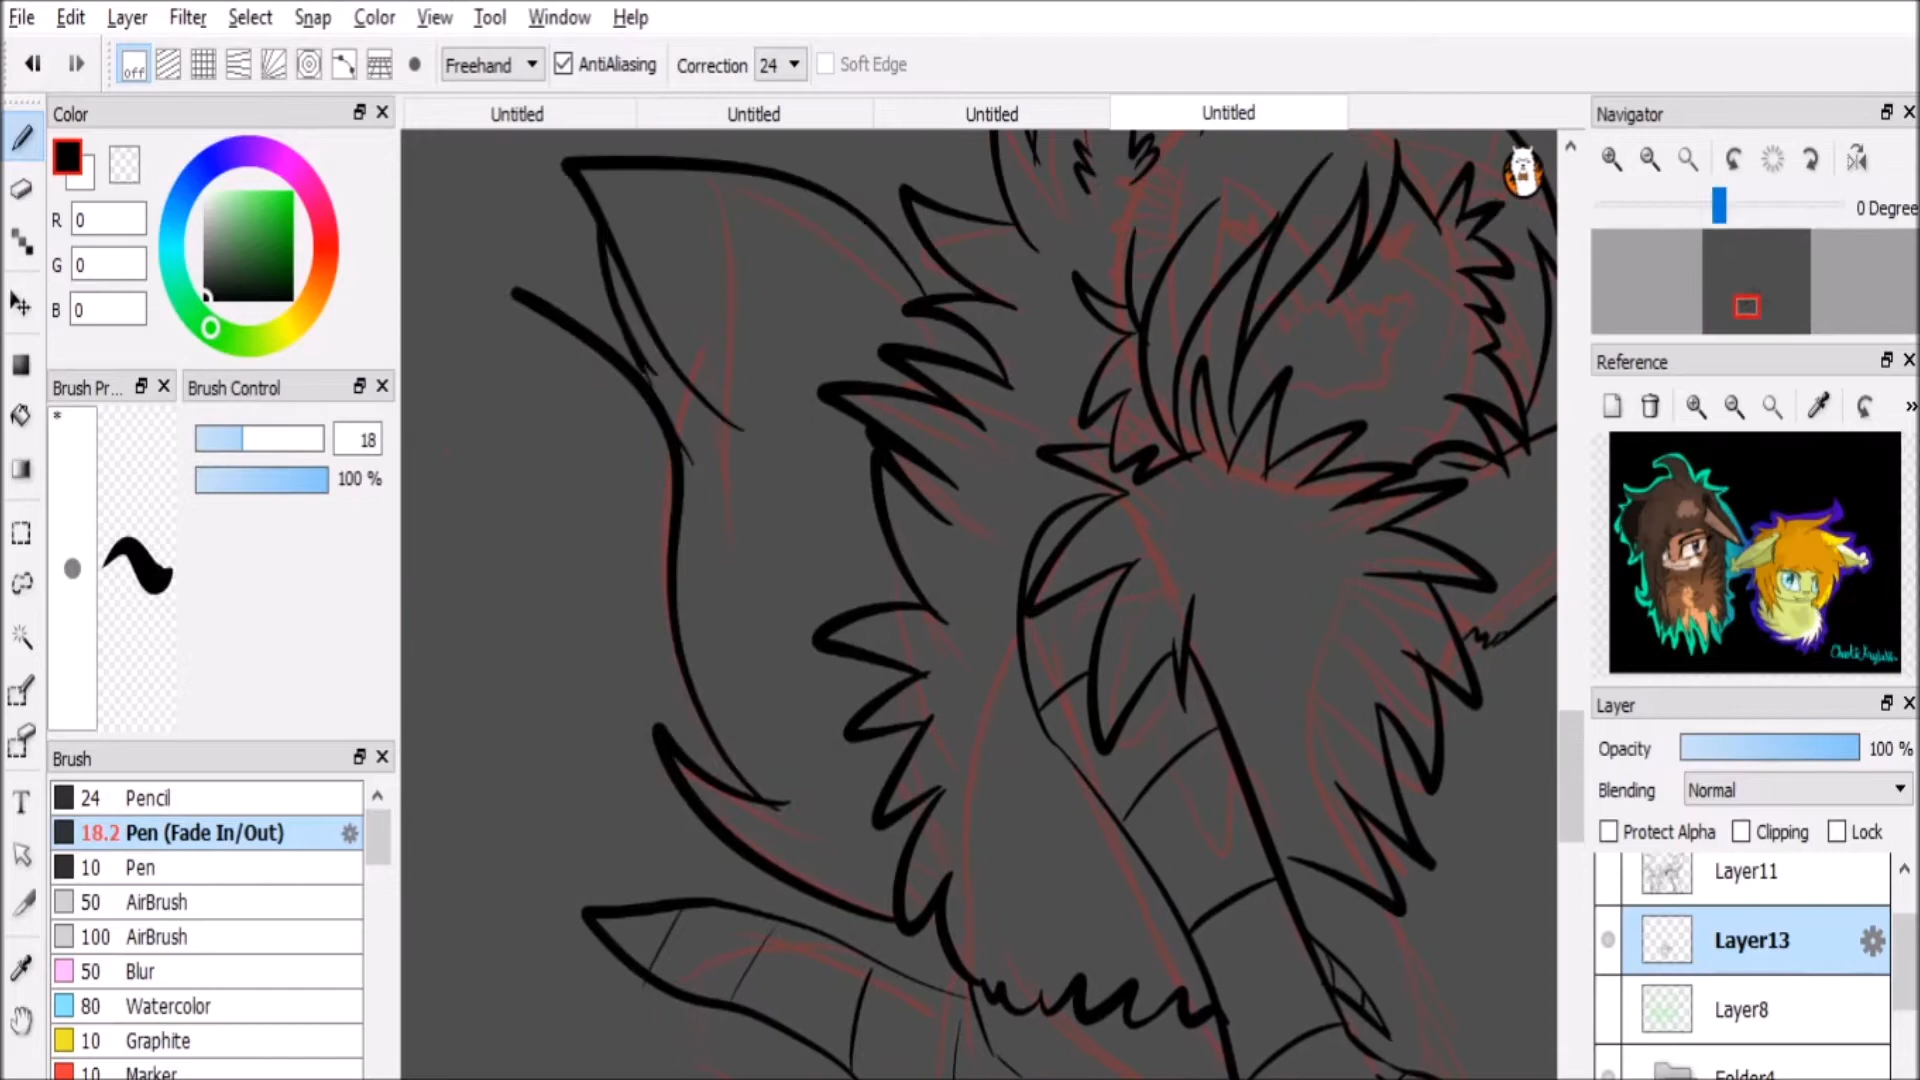 File Edit Layer Filter Select Snap Color View Tool Window Help
off Freehand AntiAliasing Correction 24 Soft Edge
Color
R 0
G 0
B 0
Brush Pr...
*
Brush Control
18
100 %
Brush
24 Pencil
18.2 Pen (Fade In/Out)
10 Pen
50 AirBrush
100 AirBrush
50 Blur
80 Watercolor
10 Graphite
10 Marker
Untitled Untitled Untitled Untitled
Navigator
0 Degree
Reference
»
Layer
Opacity 100 %
Blending Normal
Protect Alpha Clipping Lock
Layer11
Layer13
Layer8
Folder4